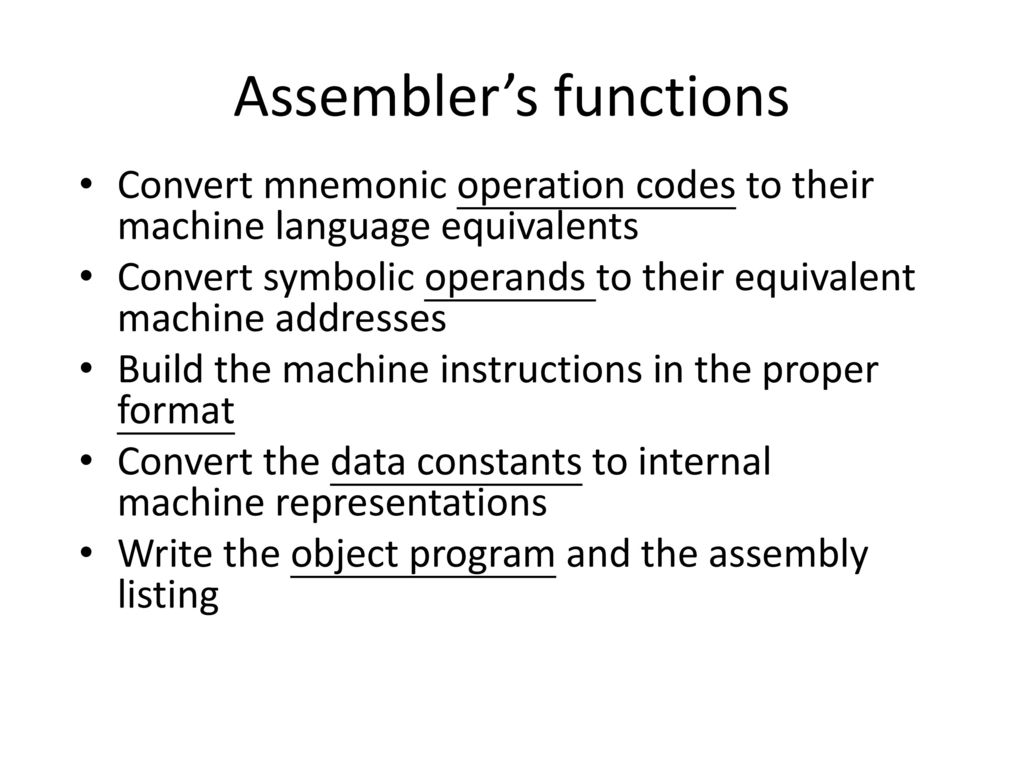 Assembler’s functions
• Convert mnemonic operation codes to their
machine language equivalents
• Convert symbolic operands to their equivalent
machine addresses
• Build the machine instructions in the proper
format
• Convert the data constants to internal
machine representations
• Write the object program and the assembly
listing